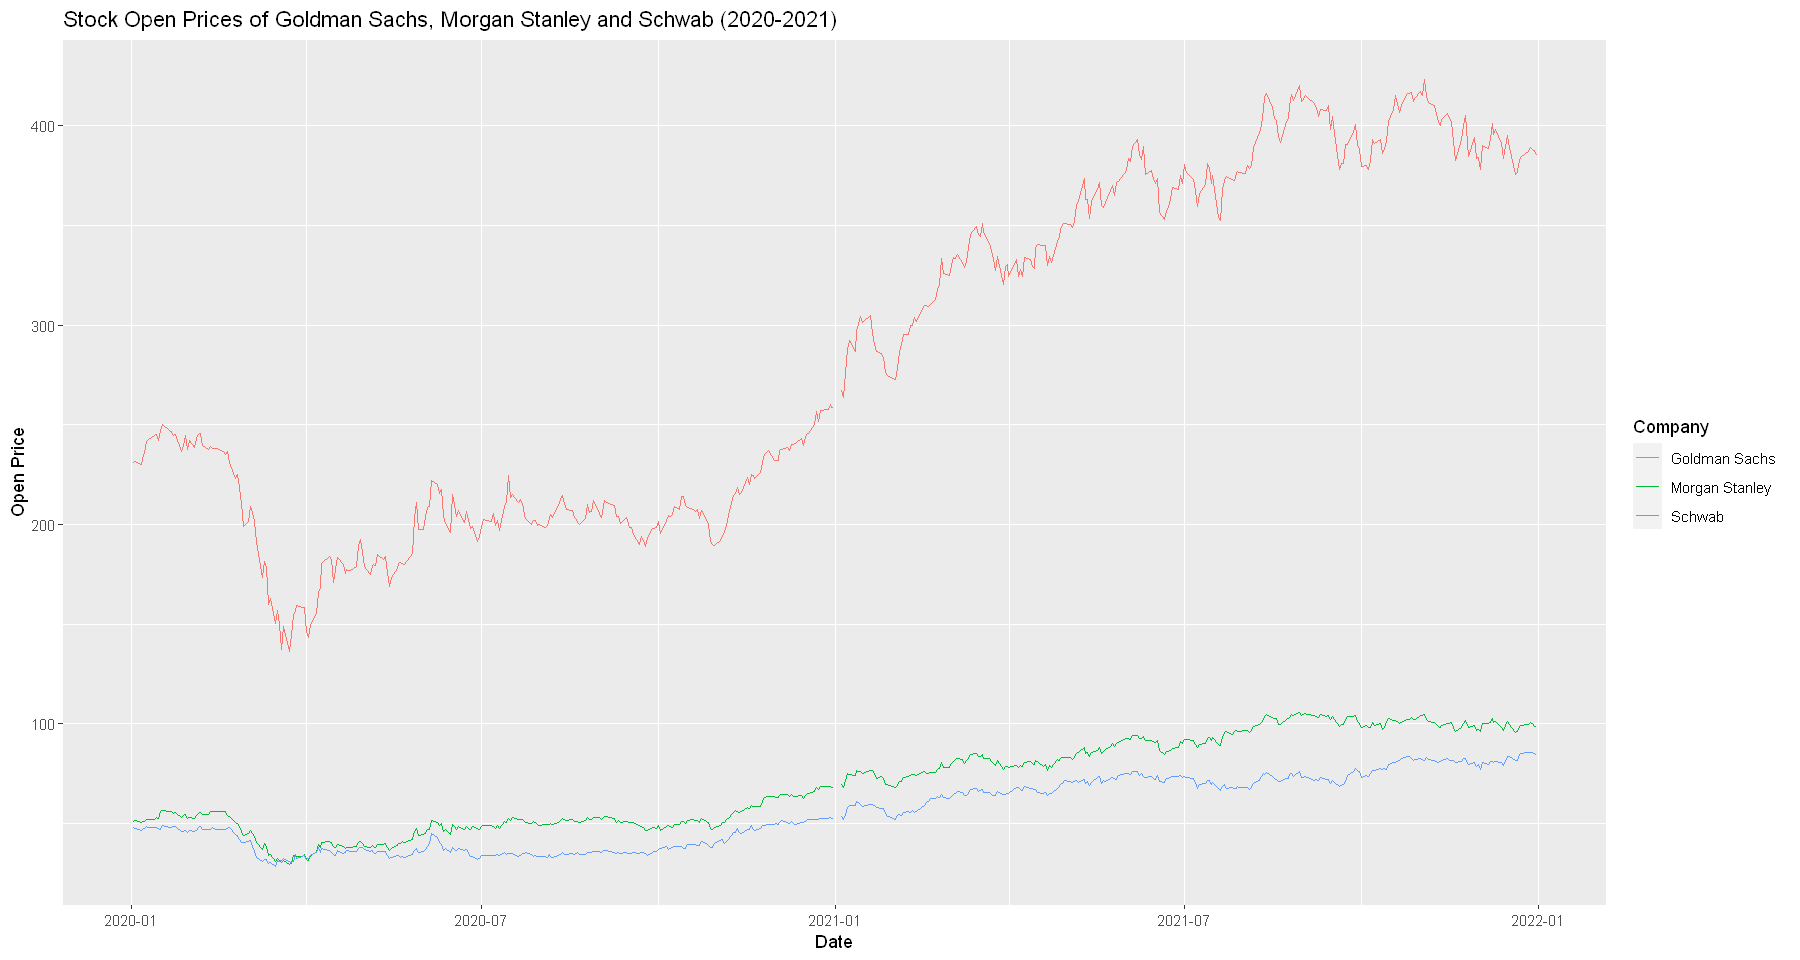 Stock Open Prices of Goldman Sachs, Morgan Stanley and Schwab (2020-2021)
400
300
200
100
Open Price
2020-01
2020-07
2021-01
2021-07
2022-01
Date
Company
Goldman Sachs
Morgan Stanley
Schwab